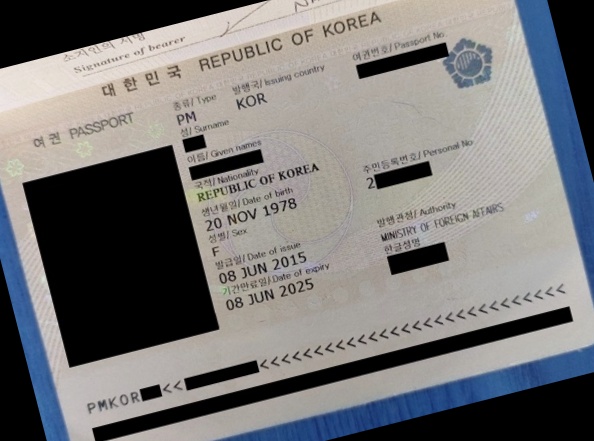 소지인의 서명
Signature of bearer
대한민국 REPUBLIC OF KOREA
여권 PASSPORT
종류/ Type
PM
발행국/ Issuing country
KOR
여권번호/ Passport No
성/ Surname
이름/ Given names
국적/ Nationality
REPUBLIC OF KOREA
생년월일/ Date of birth
20 NOV 1978
주민등록번호/ Personal No
2
성별/ Sex
F
발행관청/ Authority
MINISTRY OF FOREIGN AFFAIRS
발급일/ Date of issue
08 JUN 2015
한글성명
기간만료일/ Date of expiry
08 JUN 2025
PMKOR<<<<<<<<<<<<<<<<<<<<<<<<<<<<